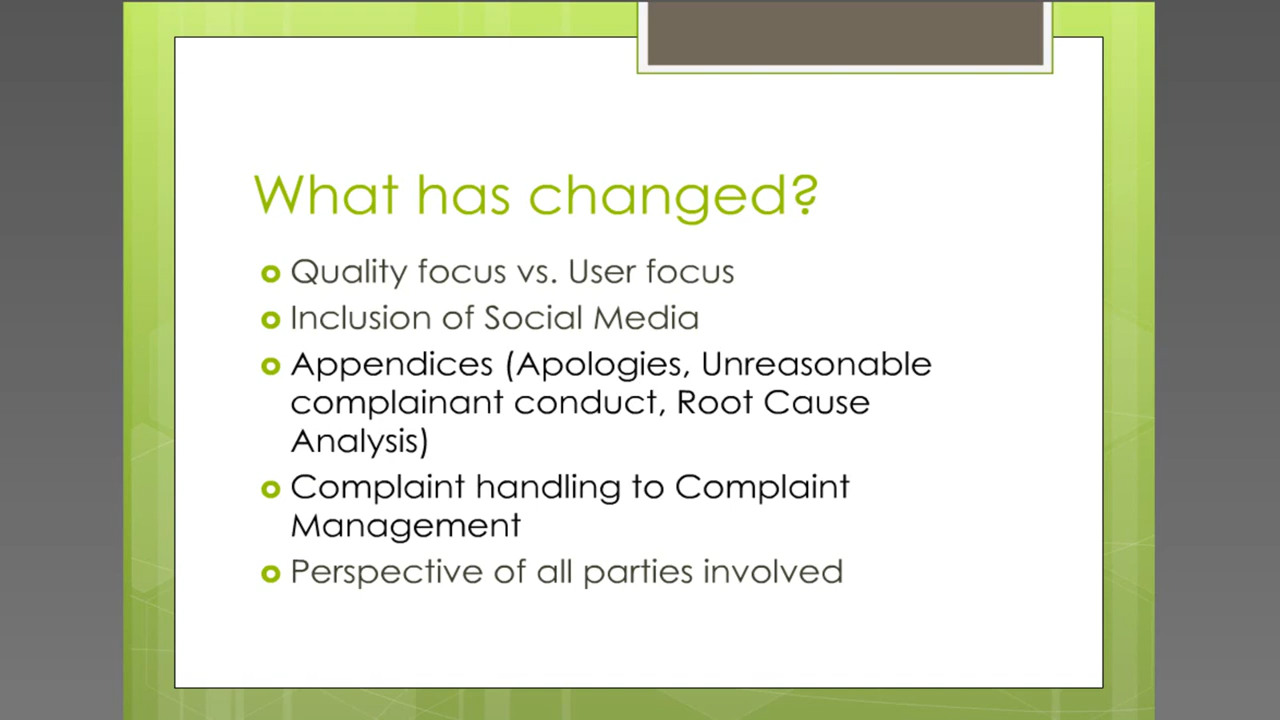 What has changed?
Quality focus vs. User focus
Inclusion of Social Media
Appendices (Apologies, Unreasonable
complainant conduct, Root Cause
Analysis)
Complaint handling to Complaint
Management
Perspective of all parties involved